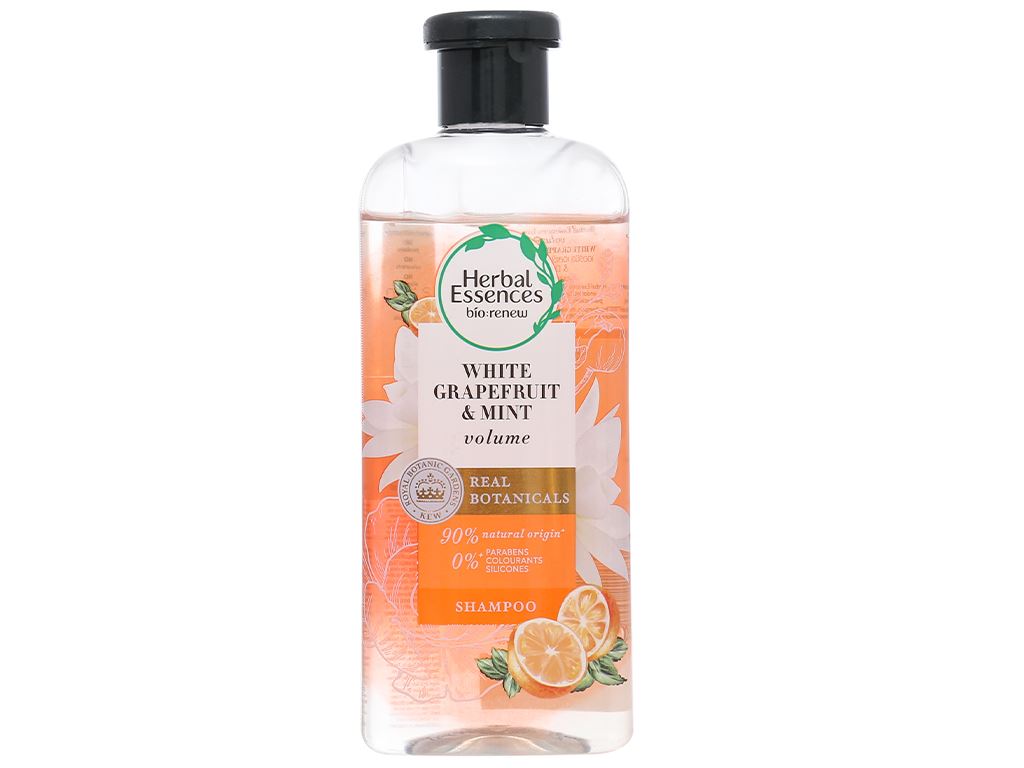 Herbal
Essences
bio:renew
WHITE
GRAPEFRUIT
& MINT
volume
ROYAL BOTANIC GARDENS
• KEW •
REAL
BOTANICALS
90% natural origin*
0%+ PARABENS
COLOURANTS
SILICONES
SHAMPOO